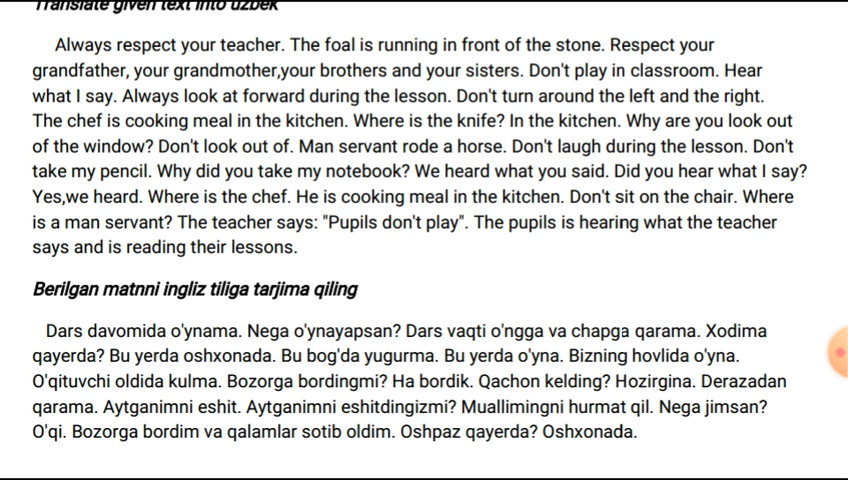 Translate given text into uzbek
Always respect your teacher. The foal is running in front of the stone. Respect your
grandfather, your grandmother,your brothers and your sisters. Don't play in classroom. Hear
what I say. Always look at forward during the lesson. Don't turn around the left and the right.
The chef is cooking meal in the kitchen. Where is the knife? In the kitchen. Why are you look out
of the window? Don't look out of. Man servant rode a horse. Don't laugh during the lesson. Don't
take my pencil. Why did you take my notebook? We heard what you said. Did you hear what I say?
Yes,we heard. Where is the chef. He is cooking meal in the kitchen. Don't sit on the chair. Where
is a man servant? The teacher says: "Pupils don't play". The pupils is hearing what the teacher
says and is reading their lessons.
Berilgan matnni ingliz tiliga tarjima qiling
Dars davomida o'ynama. Nega o'ynayapsan? Dars vaqti o'ngga va chapga qarama. Xodima
qayerda? Bu yerda oshxonada. Bu bog'da yugurma. Bu yerda o'yna. Bizning hovlida o'yna.
O'qituvchi oldida kulma. Bozorga bordingmi? Ha bordik. Qachon kelding? Hozirgina. Derazadan
qarama. Aytganimni eshit. Aytganimni eshitdingizmi? Muallimingni hurmat qil. Nega jimsan?
O'qi. Bozorga bordim va qalamlar sotib oldim. Oshpaz qayerda? Oshxonada.